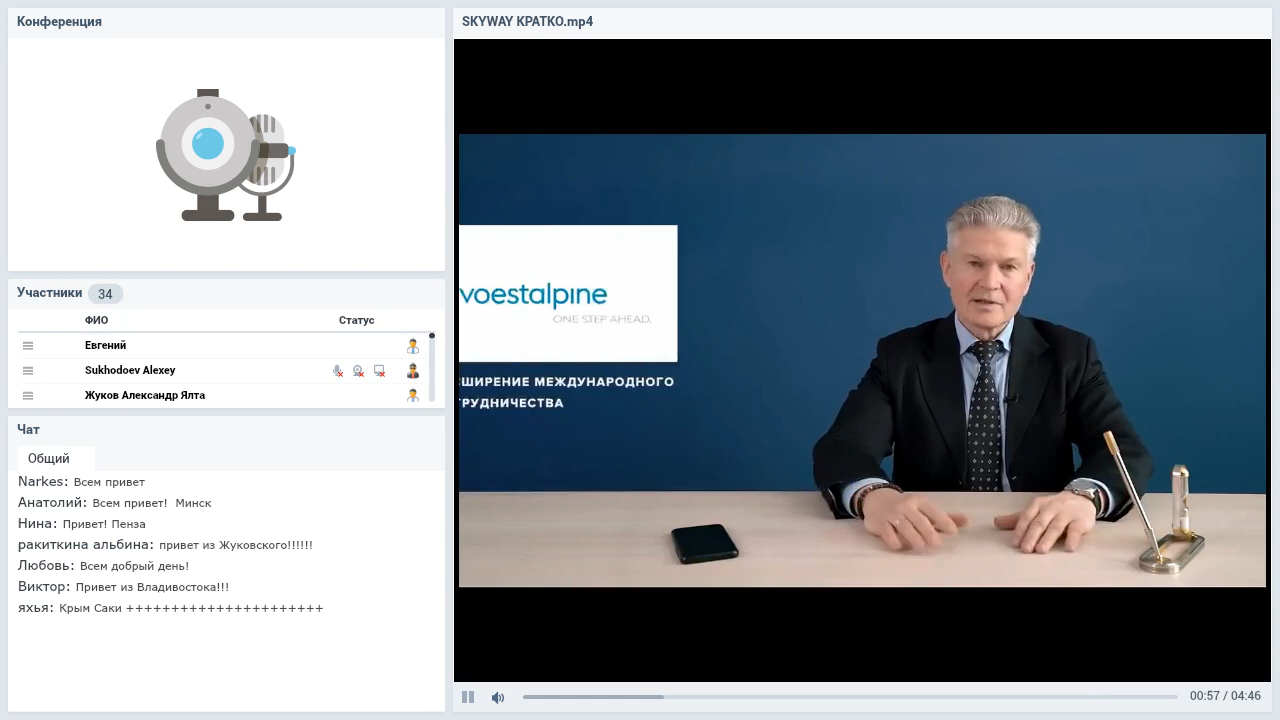 Конференция
Участники 34
ФИО Статус
Евгений
Sukhodoev Alexey
Жуков Александр Ялта
Чат
Общий
Narkes: Всем привет
Анатолий: Всем привет! Минск
Нина: Привет! Пенза
ракиткина альбина: привет из Жуковского!!!!!!
Любовь: Всем добрый день!
Виктор: Привет из Владивостока!!!
яхья: Крым Саки ++++++++++++++++++++++
SKYWAY КРАТКО.mp4
voestalpine
ONE STEP AHEAD.
СШИРЕНИЕ МЕЖДУНАРОДНОГО
ТРУДНИЧЕСТВА
00:57 / 04:46